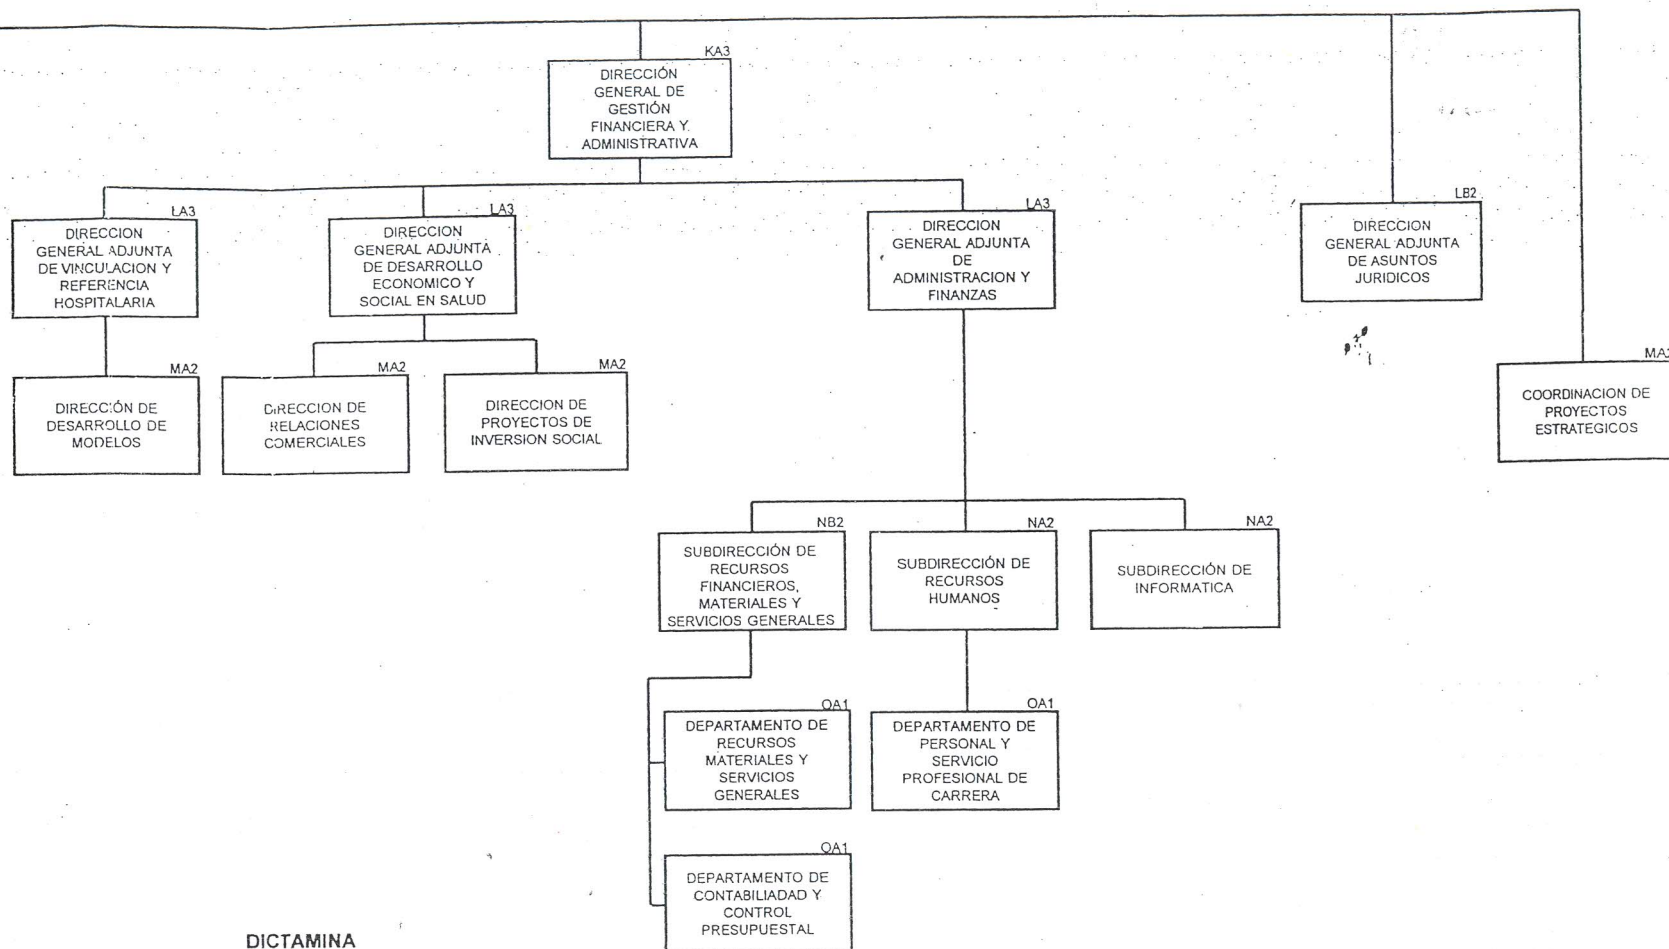 KA3
DIRECCIÓN
GENERAL DE
GESTIÓN
FINANCIERA Y
ADMINISTRATIVA
LA3
DIRECCION
GENERAL ADJUNTA
DE VINCULACION Y
REFERENCIA
HOSPITALARIA
LA3
DIRECCION
GENERAL ADJUNTA
DE DESARROLLO
ECONOMICO Y
SOCIAL EN SALUD
LA3
DIRECCION
GENERAL ADJUNTA
DE
ADMINISTRACION Y
FINANZAS
LB2
DIRECCION
GENERAL ADJUNTA
DE ASUNTOS
JURIDICOS
MA2
DIRECCIÓN DE
DESARROLLO DE
MODELOS
MA2
DIRECCION DE
RELACIONES
COMERCIALES
MA2
DIRECCION DE
PROYECTOS DE
INVERSION SOCIAL
COORDINACION DE
PROYECTOS
ESTRATEGICOS
NB2
SUBDIRECCIÓN DE
RECURSOS
FINANCIEROS,
MATERIALES Y
SERVICIOS GENERALES
NA2
SUBDIRECCIÓN DE
RECURSOS
HUMANOS
NA2
SUBDIRECCIÓN DE
INFORMATICA
OA1
DEPARTAMENTO DE
RECURSOS
MATERIALES Y
SERVICIOS
GENERALES
OA1
DEPARTAMENTO DE
PERSONAL Y
SERVICIO
PROFESIONAL DE
CARRERA
OA1
DEPARTAMENTO DE
CONTABILIADAD Y
CONTROL
PRESUPUESTAL
DICTAMINA